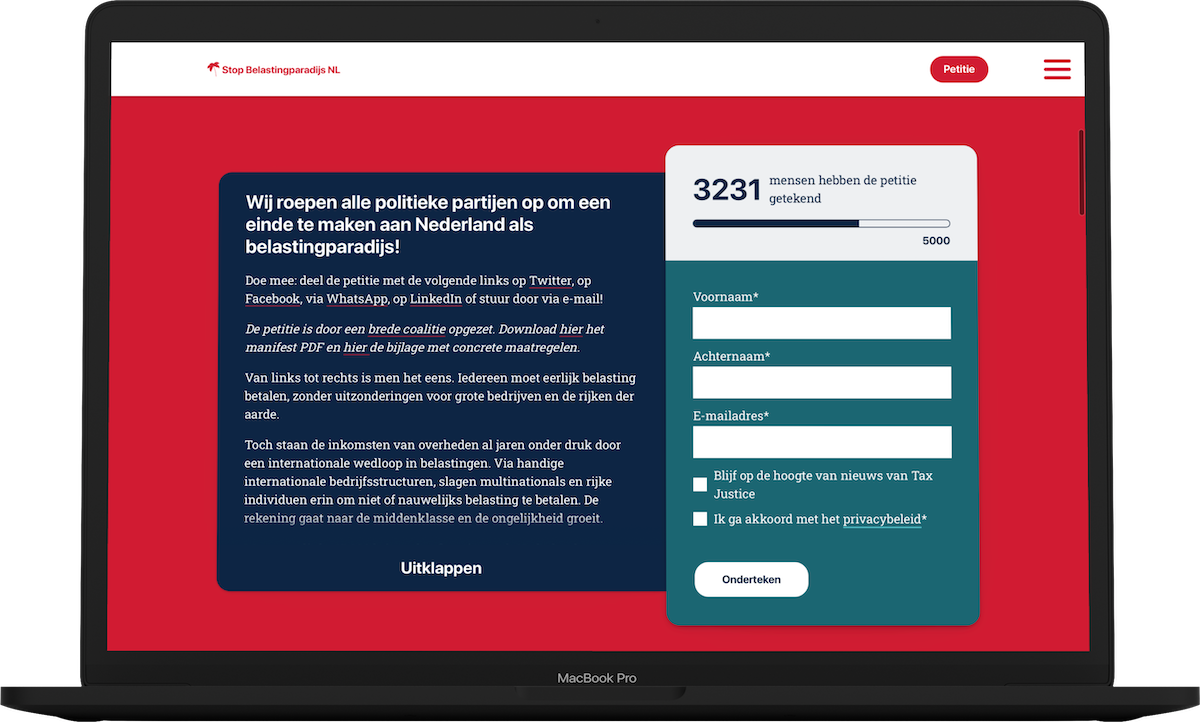 Stop Belastingparadijs NL
Petitie
Wij roepen alle politieke partijen op om een
einde te maken aan Nederland als
belastingparadijs!
Doe mee: deel de petitie met de volgende links op Twitter, op
Facebook, via WhatsApp, op LinkedIn of stuur door via e-mail!
De petitie is door een brede coalitie opgezet. Download hier het
manifest PDF en hier de bijlage met concrete maatregelen.
Van links tot rechts is men het eens. Iedereen moet eerlijk belasting
betalen, zonder uitzonderingen voor grote bedrijven en de rijken der
aarde.
Toch staan de inkomsten van overheden al jaren onder druk door
een internationale wedloop in belastingen. Via handige
internationale bedrijfsstructuren, slagen multinationals en rijke
individuen erin om niet of nauwelijks belasting te betalen. De
rekening gaat naar de middenklasse en de ongelijkheid groeit.
Uitklappen
3231 mensen hebben de petitie
getekend
5000
Voornaam*
Achternaam*
E-mailadres*
Blijf op de hoogte van nieuws van Tax
Justice
Ik ga akkoord met het privacybeleid*
Onderteken
MacBook Pro